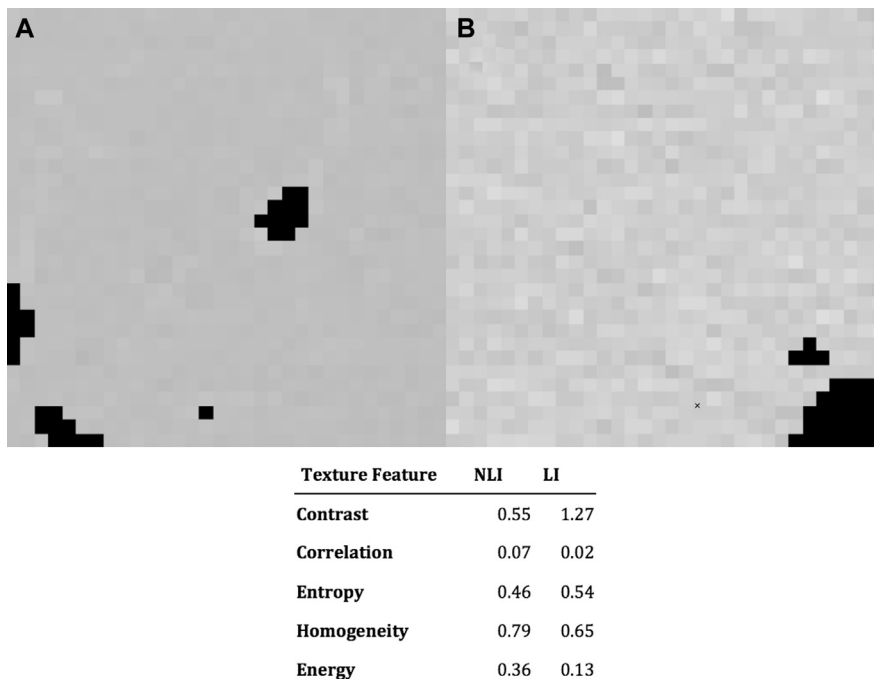 A B
Texture Feature NLI LI
Contrast 0.55 1.27
Correlation 0.07 0.02
Entropy 0.46 0.54
Homogeneity 0.79 0.65
Energy 0.36 0.13